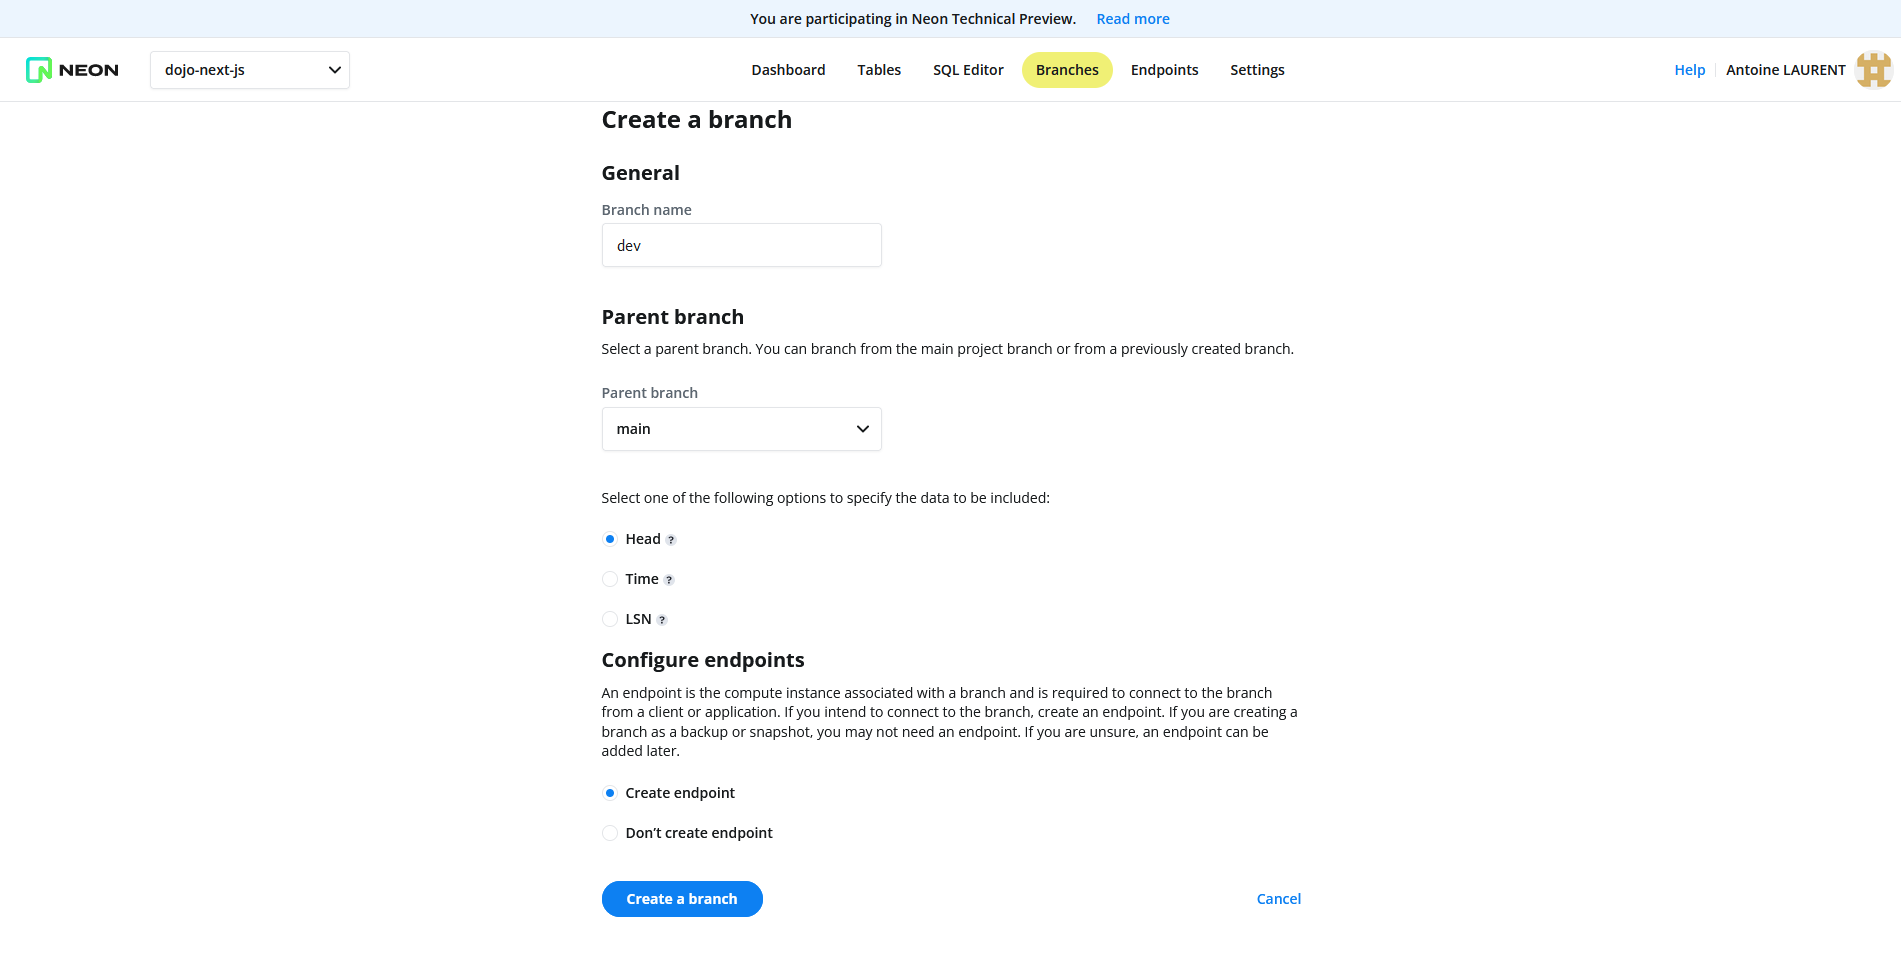 You are participating in Neon Technical Preview. Read more
NEON dojo-next-js Dashboard Tables SQL Editor Branches Endpoints Settings Help Antoine LAURENT
Create a branch
General
Branch name
dev
Parent branch
Select a parent branch. You can branch from the main project branch or from a previously created branch.
Parent branch
main
Select one of the following options to specify the data to be included:
Head ?
Time ?
LSN ?
Configure endpoints
An endpoint is the compute instance associated with a branch and is required to connect to the branch
from a client or application. If you intend to connect to the branch, create an endpoint. If you are creating a
branch as a backup or snapshot, you may not need an endpoint. If you are unsure, an endpoint can be
added later.
Create endpoint
Don’t create endpoint
Create a branch Cancel